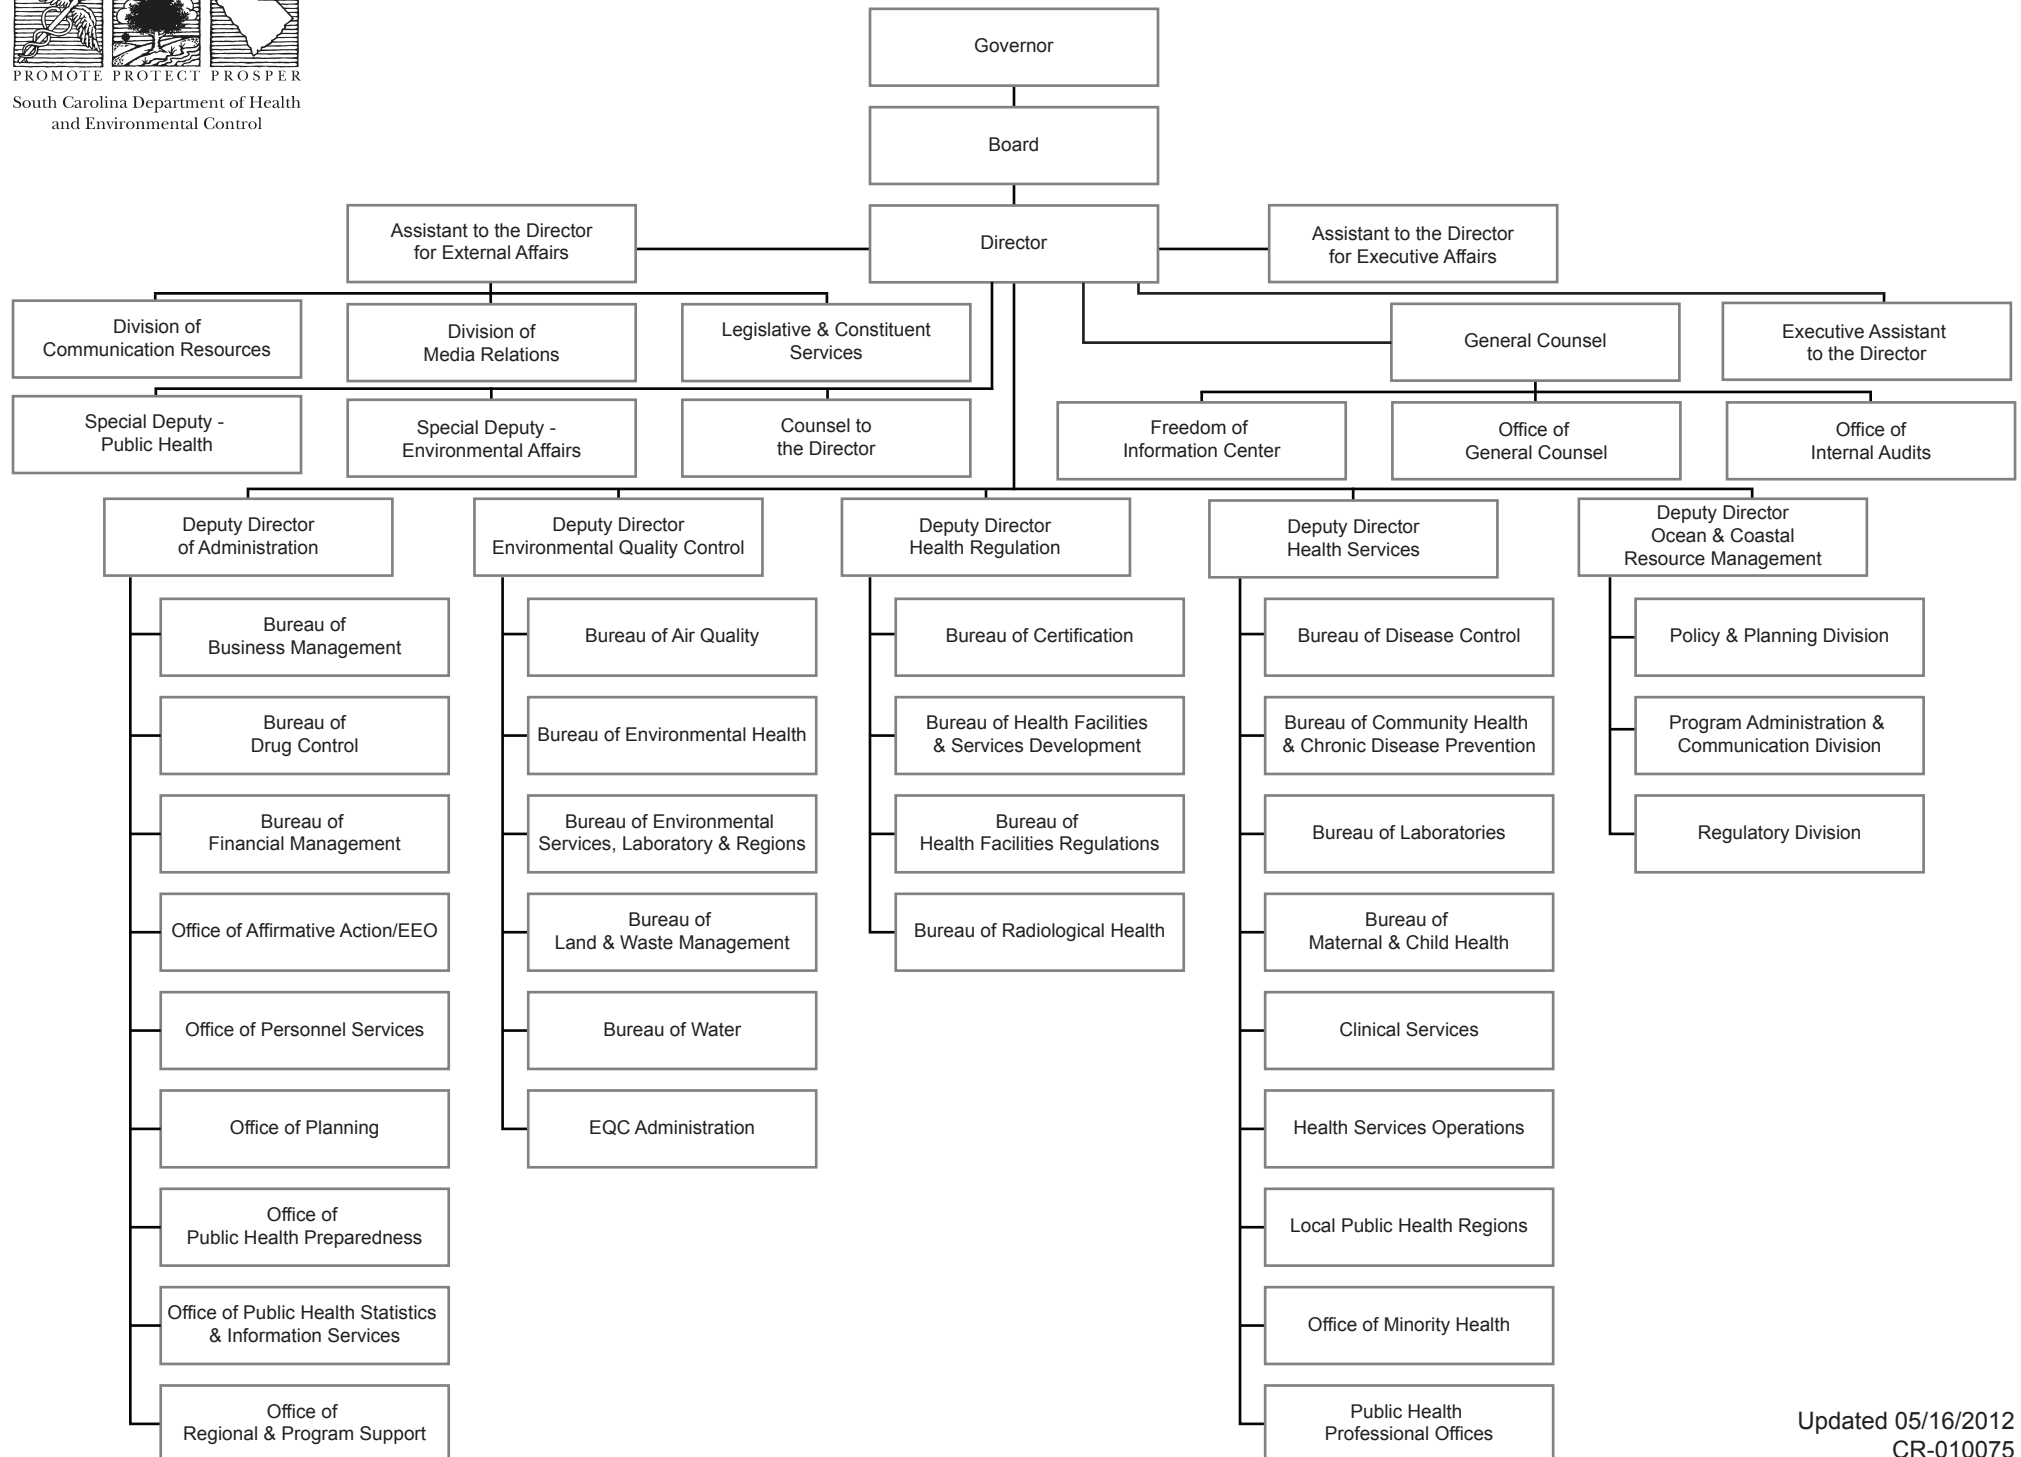 PROMOTE PROTECT PROSPER
South Carolina Department of Health
and Environmental Control
Governor
Board
Assistant to the Director
for External Affairs
Director
Assistant to the Director
for Executive Affairs
Division of
Communication Resources
Division of
Media Relations
Legislative & Constituent
Services
General Counsel
Executive Assistant
to the Director
Special Deputy -
Public Health
Special Deputy -
Environmental Affairs
Counsel to
the Director
Freedom of
Information Center
Office of
General Counsel
Office of
Internal Audits
Deputy Director
of Administration
Deputy Director
Environmental Quality Control
Deputy Director
Health Regulation
Deputy Director
Health Services
Deputy Director
Ocean & Coastal
Resource Management
Bureau of
Business Management
Bureau of
Drug Control
Bureau of
Financial Management
Office of Affirmative Action/EEO
Office of Personnel Services
Office of Planning
Office of
Public Health Preparedness
Office of Public Health Statistics
& Information Services
Office of
Regional & Program Support
Bureau of Air Quality
Bureau of Environmental Health
Bureau of Environmental
Services, Laboratory & Regions
Bureau of
Land & Waste Management
Bureau of Water
EQC Administration
Bureau of Certification
Bureau of Health Facilities
& Services Development
Bureau of
Health Facilities Regulations
Bureau of Radiological Health
Bureau of Disease Control
Bureau of Community Health
& Chronic Disease Prevention
Bureau of Laboratories
Bureau of
Maternal & Child Health
Clinical Services
Health Services Operations
Local Public Health Regions
Office of Minority Health
Public Health
Professional Offices
Policy & Planning Division
Program Administration &
Communication Division
Regulatory Division
Updated 05/16/2012
CR-010075